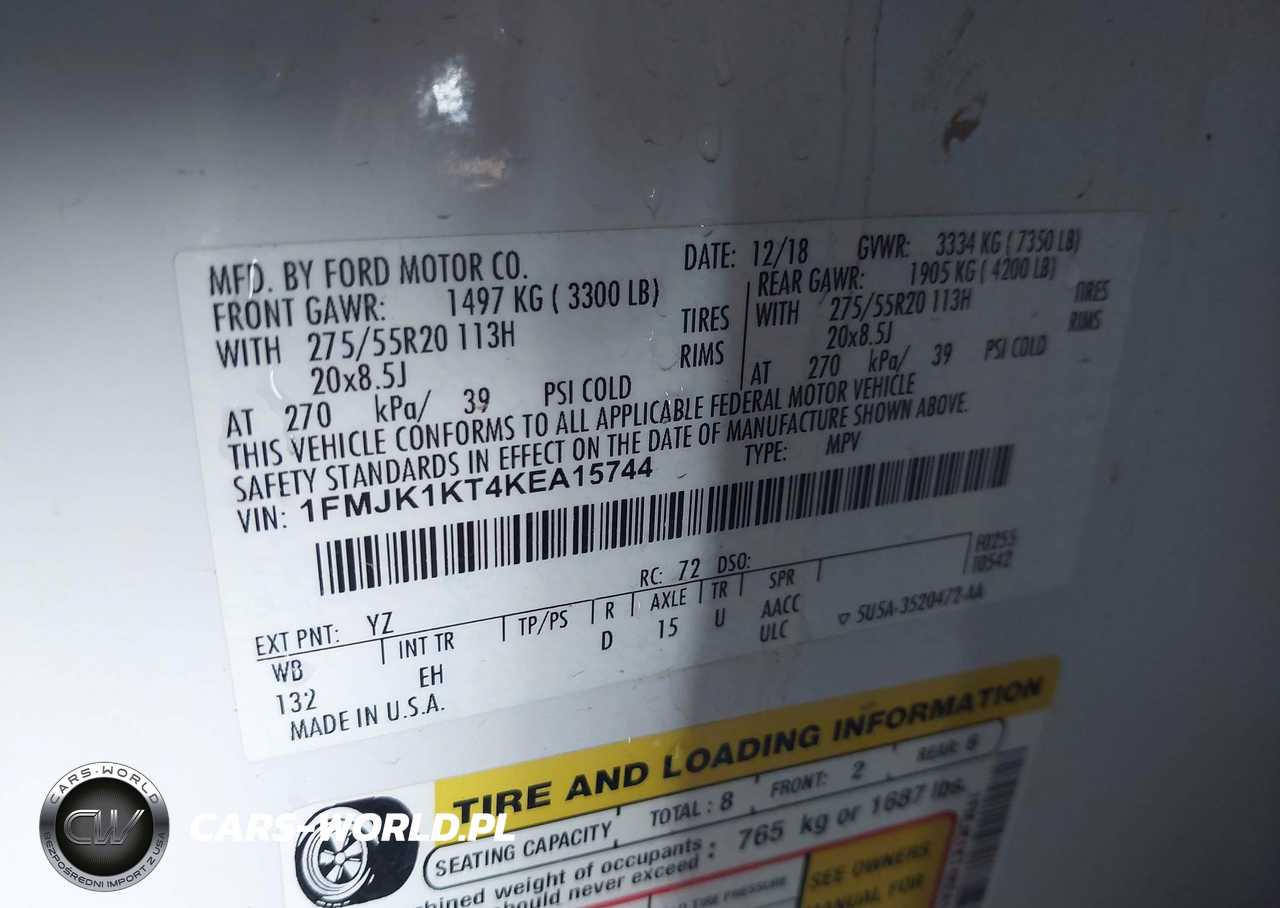 MFD. BY FORD MOTOR CO.
DATE: 12/18 GVWR: 3334 KG ( 7350 LB)
FRONT GAWR: 1497 KG ( 3300 LB)
REAR GAWR: 1905 KG ( 4200 LB)
WITH 275/55R20 113H TIRES
WITH 275/55R20 113H TIRES
20x8.5J RIMS
20x8.5J RIMS
AT 270 kPa/ 39 PSI COLD
AT 270 kPa/ 39 PSI COLD
THIS VEHICLE CONFORMS TO ALL APPLICABLE FEDERAL MOTOR VEHICLE
SAFETY STANDARDS IN EFFECT ON THE DATE OF MANUFACTURE SHOWN ABOVE.
VIN: 1FMJK1KT4KEA15744 TYPE: MPV
F0255
10542
RC: 72 DSO:
EXT PNT: YZ
WB INT TR TP/PS R AXLE TR SPR
132 EH D 15 U AACC
ULC
▽ 5U5A-3520472-AA
MADE IN U.S.A.
TIRE AND LOADING INFORMATION
SEATING CAPACITY TOTAL : 8 FRONT: 2 REAR: 6
weight of occupants : 765 kg or 1687 lbs.
should never exceed
TIRE PRESSURE
SEE OWNERS
MANUAL FOR
CARS-WORLD
CW
BEZPOŚREDNI IMPORT Z USA
CARS-WORLD.PL